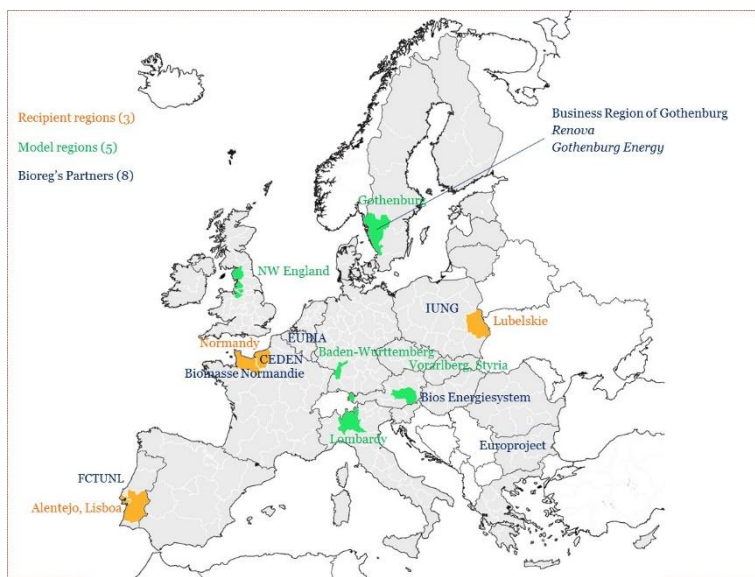 Recipient regions (3)
Model regions (5)
Bioreg's Partners (8)
Business Region of Gothenburg
Renova
Gothenburg Energy
Gothenburg
NW England
IUNG
Lubelskie
Normandy
EUBIA
CEDEN
Biomasse Normandie
Baden-Wurttemberg
Vorarlberg, Styria
Bios Energiesystem
Lombardy
Europroject
FCTUNL
Alentejo, Lisboa